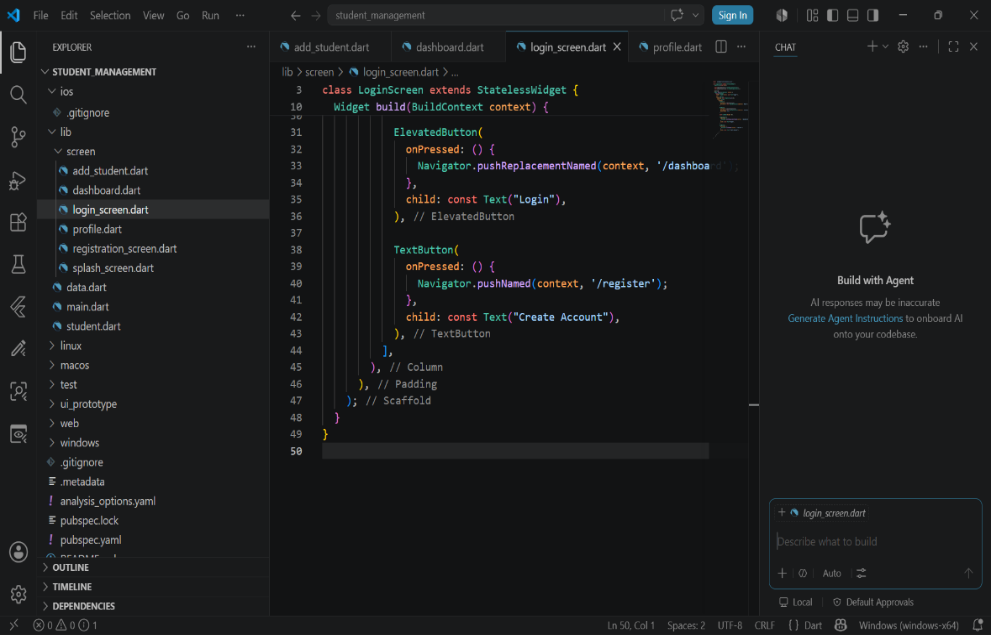 File Edit Selection View Go Run ···
student_management
Sign In
EXPLORER
STUDENT_MANAGEMENT
ios
.gitignore
lib
screen
add_student.dart
dashboard.dart
login_screen.dart
profile.dart
registration_screen.dart
splash_screen.dart
data.dart
main.dart
student.dart
linux
macos
test
ui_prototype
web
windows
.gitignore
.metadata
analysis_options.yaml
pubspec.lock
pubspec.yaml
OUTLINE
TIMELINE
DEPENDENCIES
add_student.dart dashboard.dart login_screen.dart profile.dart
lib > screen > login_screen.dart > ...
3 class LoginScreen extends StatelessWidget {
10 Widget build(BuildContext context) {
30
31 ElevatedButton(
32 onPressed: () {
33 Navigator.pushReplacementNamed(context, '/dashboard');
34 },
35 child: const Text("Login"),
36 ), // ElevatedButton
37
38 TextButton(
39 onPressed: () {
40 Navigator.pushNamed(context, '/register');
41 },
42 child: const Text("Create Account"),
43 ), // TextButton
44 ],
45 ), // Column
46 ), // Padding
47 ); // Scaffold
48 }
49 }
50
CHAT
Build with Agent
AI responses may be inaccurate
Generate Agent Instructions to onboard AI
onto your codebase.
login_screen.dart
Describe what to build
Auto
Local Default Approvals
0 0 1
Ln 50, Col 1 Spaces: 2 UTF-8 CRLF { } Dart Windows (windows-x64)